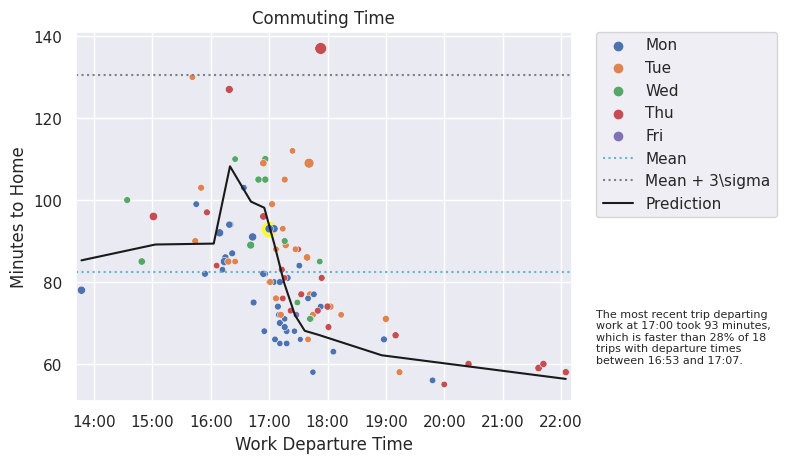 Commuting Time
Minutes to Home
140
120
100
80
60
14:00 15:00 16:00 17:00 18:00 19:00 20:00 21:00 22:00
Work Departure Time
Mon
Tue
Wed
Thu
Fri
Mean
Mean + 3\sigma
Prediction
The most recent trip departing
work at 17:00 took 93 minutes,
which is faster than 28% of 18
trips with departure times
between 16:53 and 17:07.